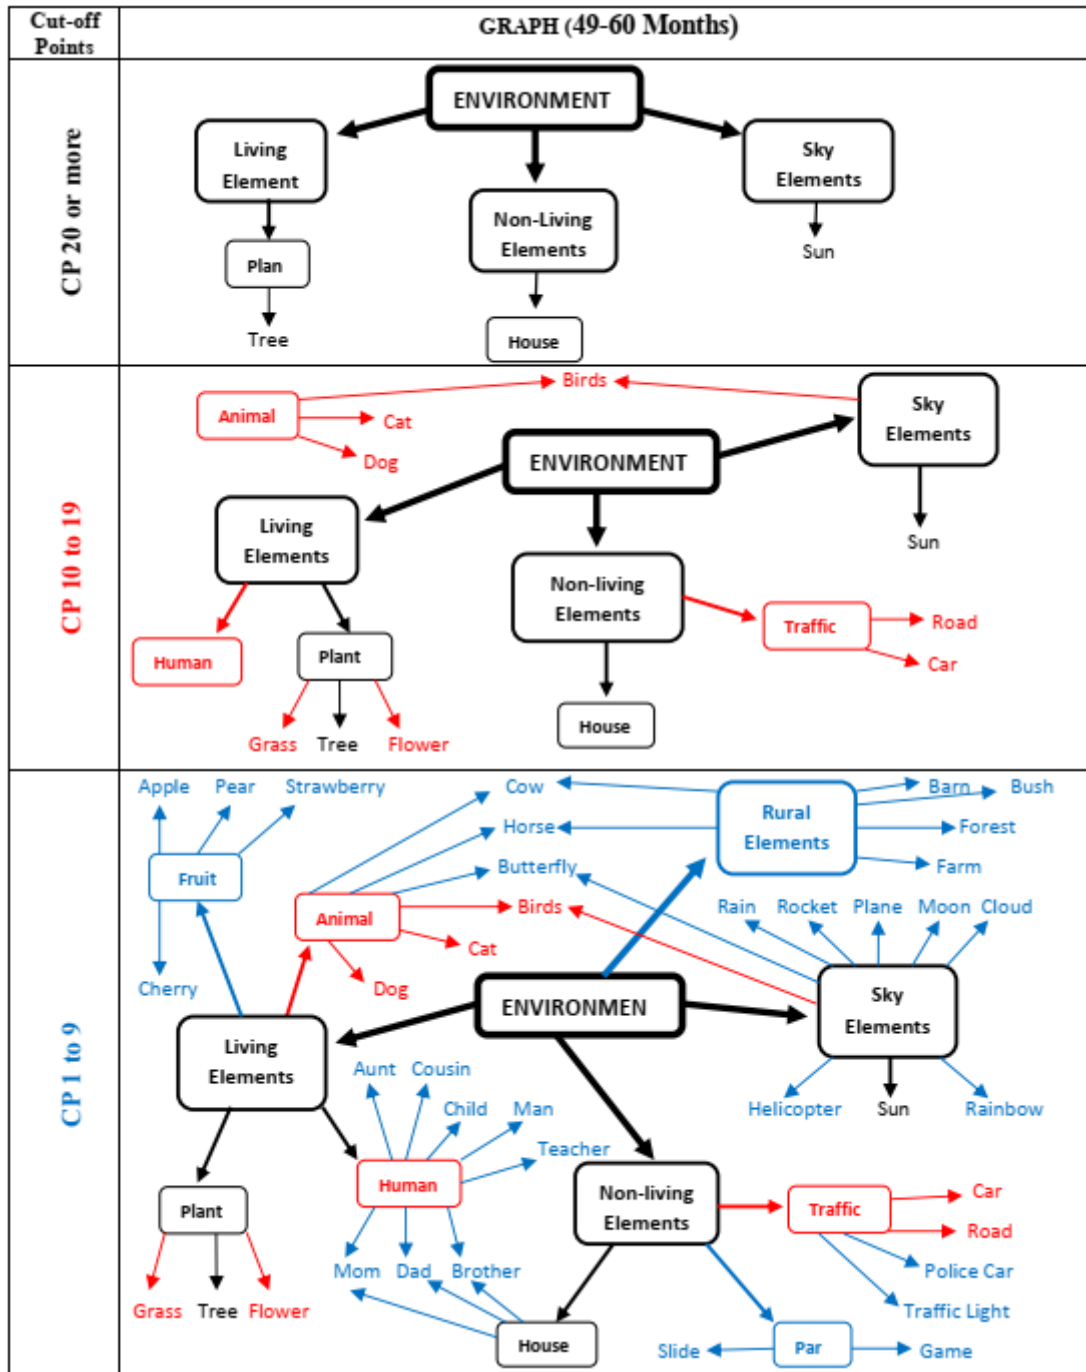 Cut-off
Points
GRAPH (49-60 Months)
CP 20 or more
ENVIRONMENT
Living
Element
Sky
Elements
Non-Living
Elements
Plan
Sun
Tree
House
CP 10 to 19
Birds
Animal
Cat
Dog
Sky
Elements
ENVIRONMENT
Living
Elements
Sun
Non-living
Elements
Traffic
Road
Car
Human
Plant
House
Grass
Tree
Flower
CP 1 to 9
Apple
Pear
Strawberry
Cow
Rural
Elements
Barn
Bush
Horse
Forest
Butterfly
Farm
Fruit
Animal
Birds
Rain
Rocket
Plane
Moon
Cloud
Cat
Dog
Cherry
ENVIRONMEN
Sky
Elements
Living
Elements
Aunt
Cousin
Child
Man
Helicopter
Sun
Rainbow
Teacher
Human
Non-living
Elements
Traffic
Car
Road
Plant
Mom
Dad
Brother
Police Car
Traffic Light
Grass
Tree
Flower
House
Slide
Par
Game